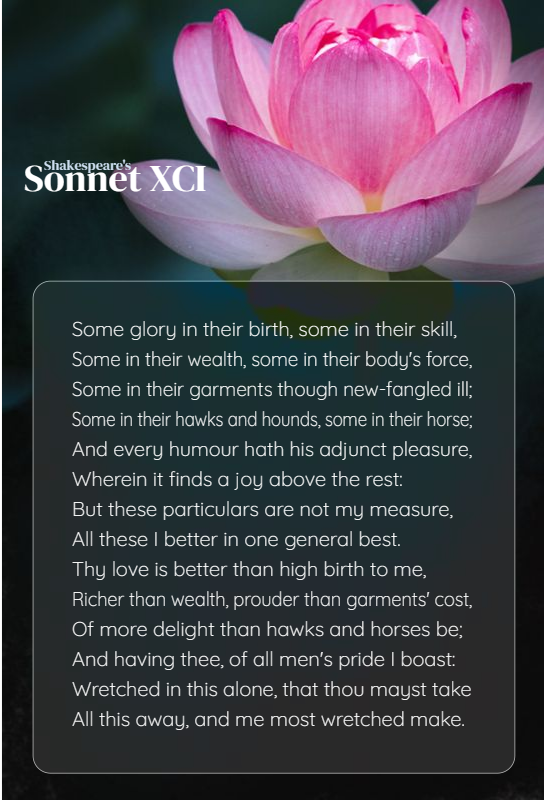 Shakespeare's
Sonnet XCI
Some glory in their birth, some in their skill,
Some in their wealth, some in their body's force,
Some in their garments though new-fangled ill;
Some in their hawks and hounds, some in their horse;
And every humour hath his adjunct pleasure,
Wherein it finds a joy above the rest:
But these particulars are not my measure,
All these I better in one general best.
Thy love is better than high birth to me,
Richer than wealth, prouder than garments' cost,
Of more delight than hawks and horses be;
And having thee, of all men's pride I boast:
Wretched in this alone, that thou mayst take
All this away, and me most wretched make.